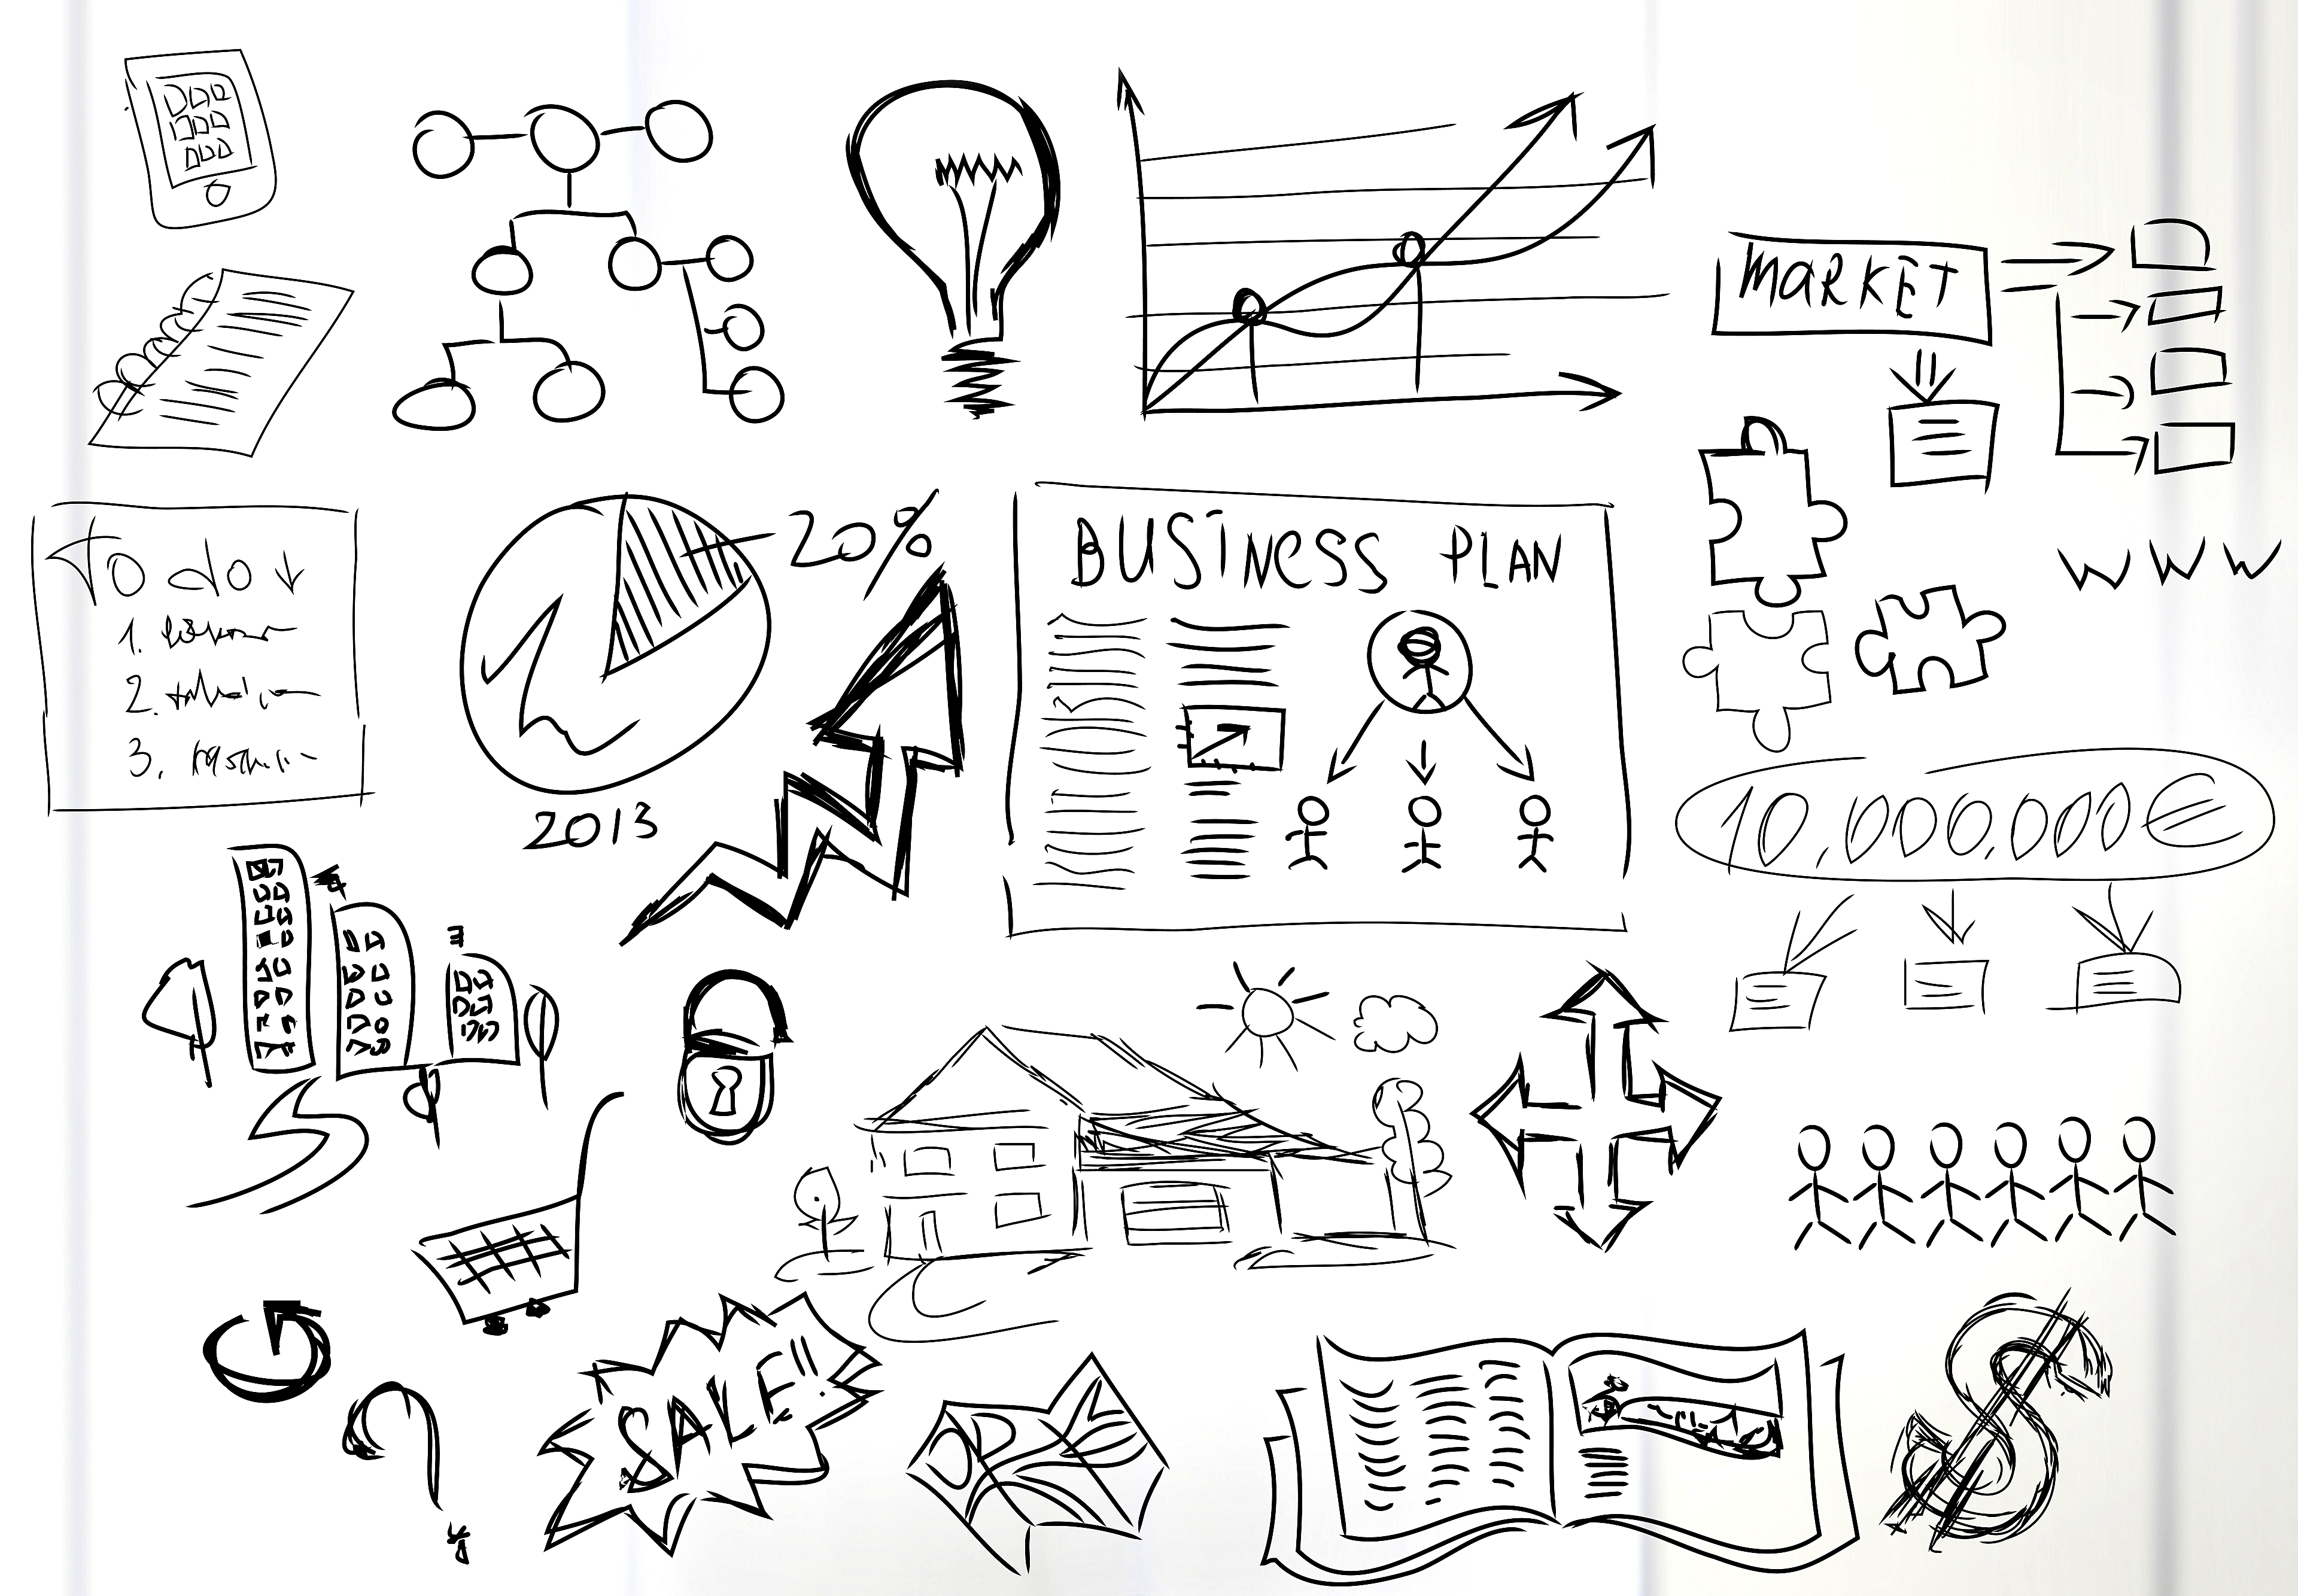 MARKET
To do
1.
2.
3.
20%
2013
BUSINESS PLAN
WWW
10,000,000€
SALE!!
?
$